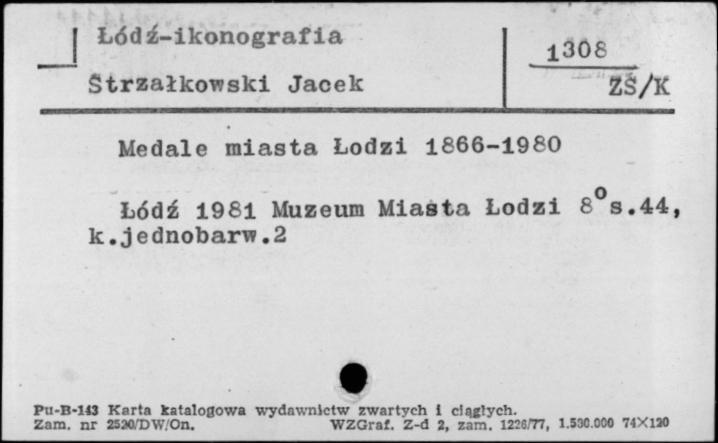 Łódź-ikonografia
1308
Strzałkowski Jacek
ZŚ/K
Medale miasta Łodzi 1866-1980
Łódź 1981 Muzeum Miasta Łodzi 8° s.44,
k.jednobarw.2
Pu-B-143 Karta katalogowa wydawnictw zwartych i ciągłych.
Zam. nr 2520/DW/On. WZGraf. Z-d 2, zam. 1226/77, 1.530.000 74X120